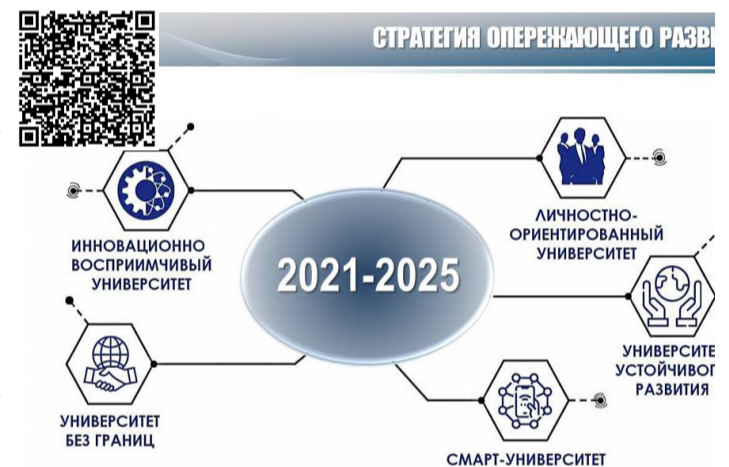 СТРАТЕГИЯ ОПЕРЕЖАЮЩЕГО РАЗВ
ИННОВАЦИОННО
ВОСПРИИМЧИВЫЙ
УНИВЕРСИТЕТ
2021-2025
ЛИЧНОСТНО-
ОРИЕНТИРОВАННЫЙ
УНИВЕРСИТЕТ
УНИВЕРСИТЕ
УСТОЙЧИВОГ
РАЗВИТИЯ
УНИВЕРСИТЕТ
БЕЗ ГРАНИЦ
СМАРТ-УНИВЕРСИТЕТ